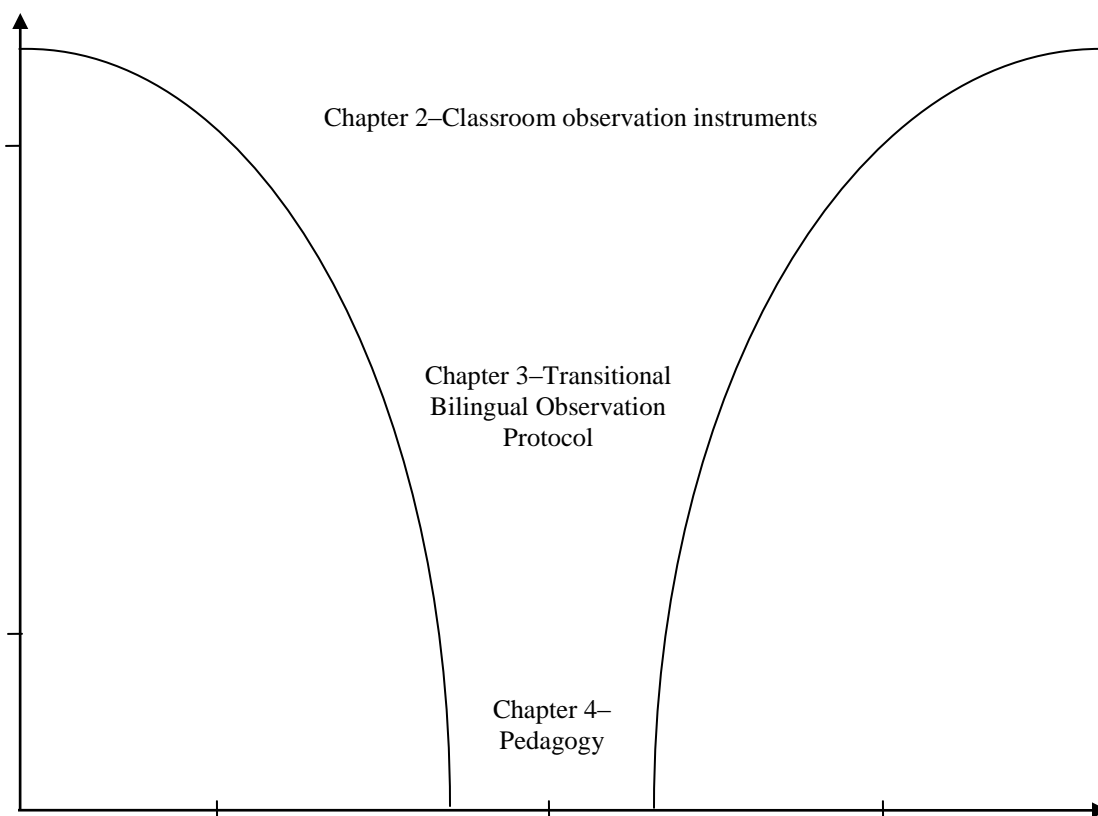 Chapter 2–Classroom observation instruments
Chapter 3–Transitional
Bilingual Observation
Protocol
Chapter 4–
Pedagogy